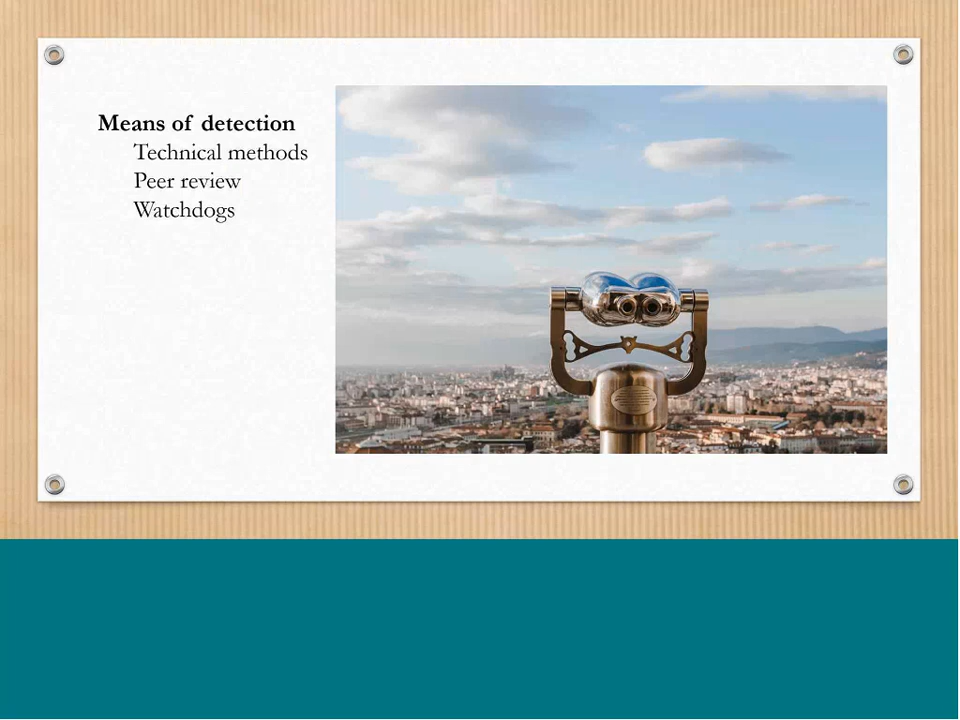 Means of detection
Technical methods
Peer review
Watchdogs